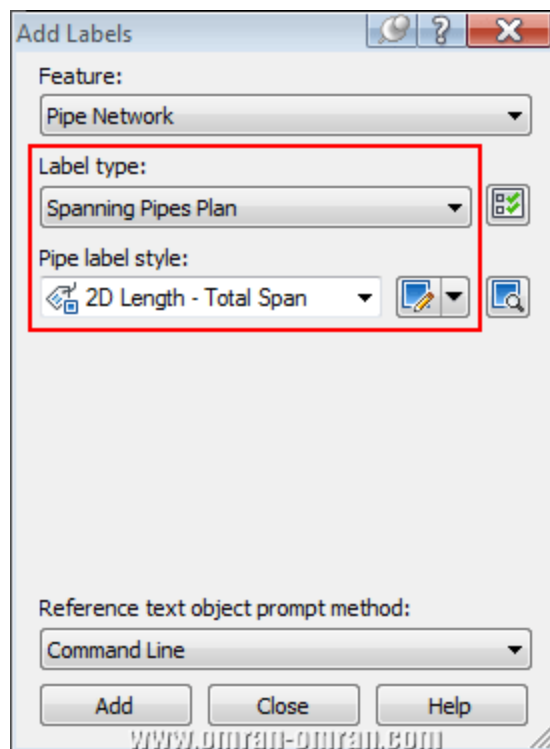 Add Labels
Feature:
Pipe Network
Label type:
Spanning Pipes Plan
Pipe label style:
2D Length - Total Span
Reference text object prompt method:
Command Line
Add Close Help
www.omran-omran.com